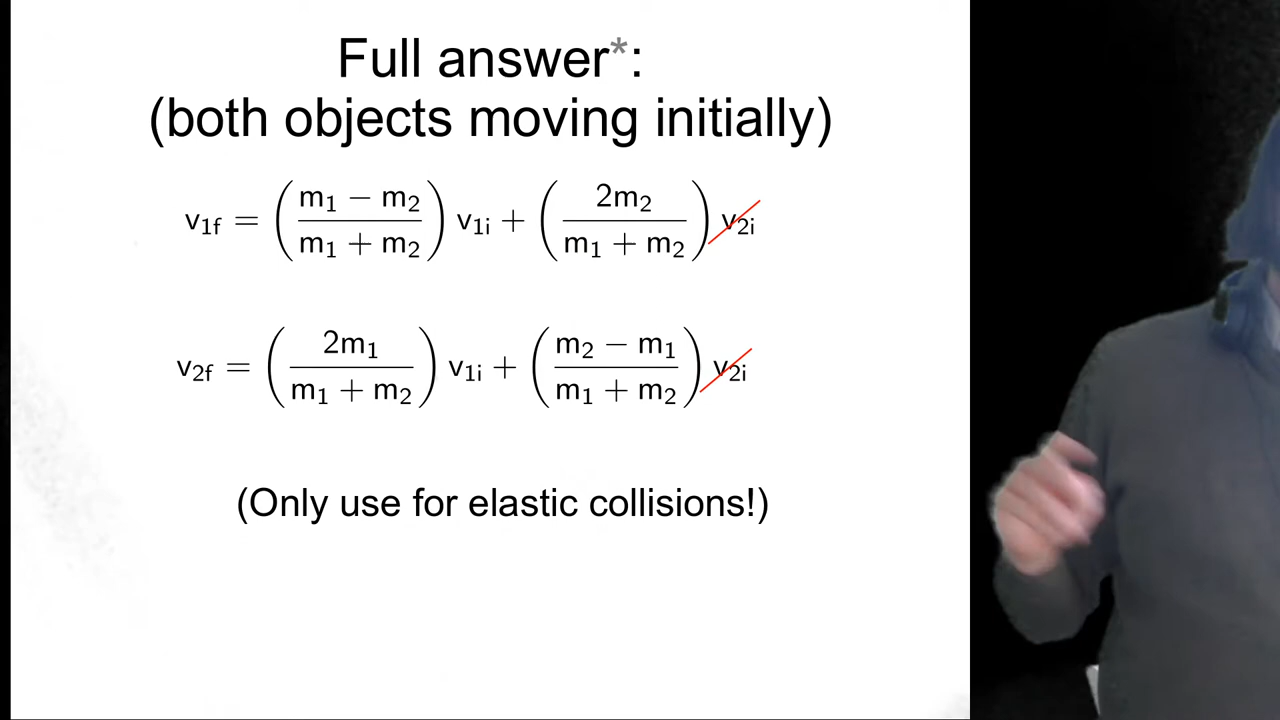 Full answer*:
(both objects moving initially)
v₁f = ((m₁ − m₂)/(m₁ + m₂)) v₁i + (2m₂/(m₁ + m₂)) v₂i
v₂f = (2m₁/(m₁ + m₂)) v₁i + ((m₂ − m₁)/(m₁ + m₂)) v₂i
(Only use for elastic collisions!)